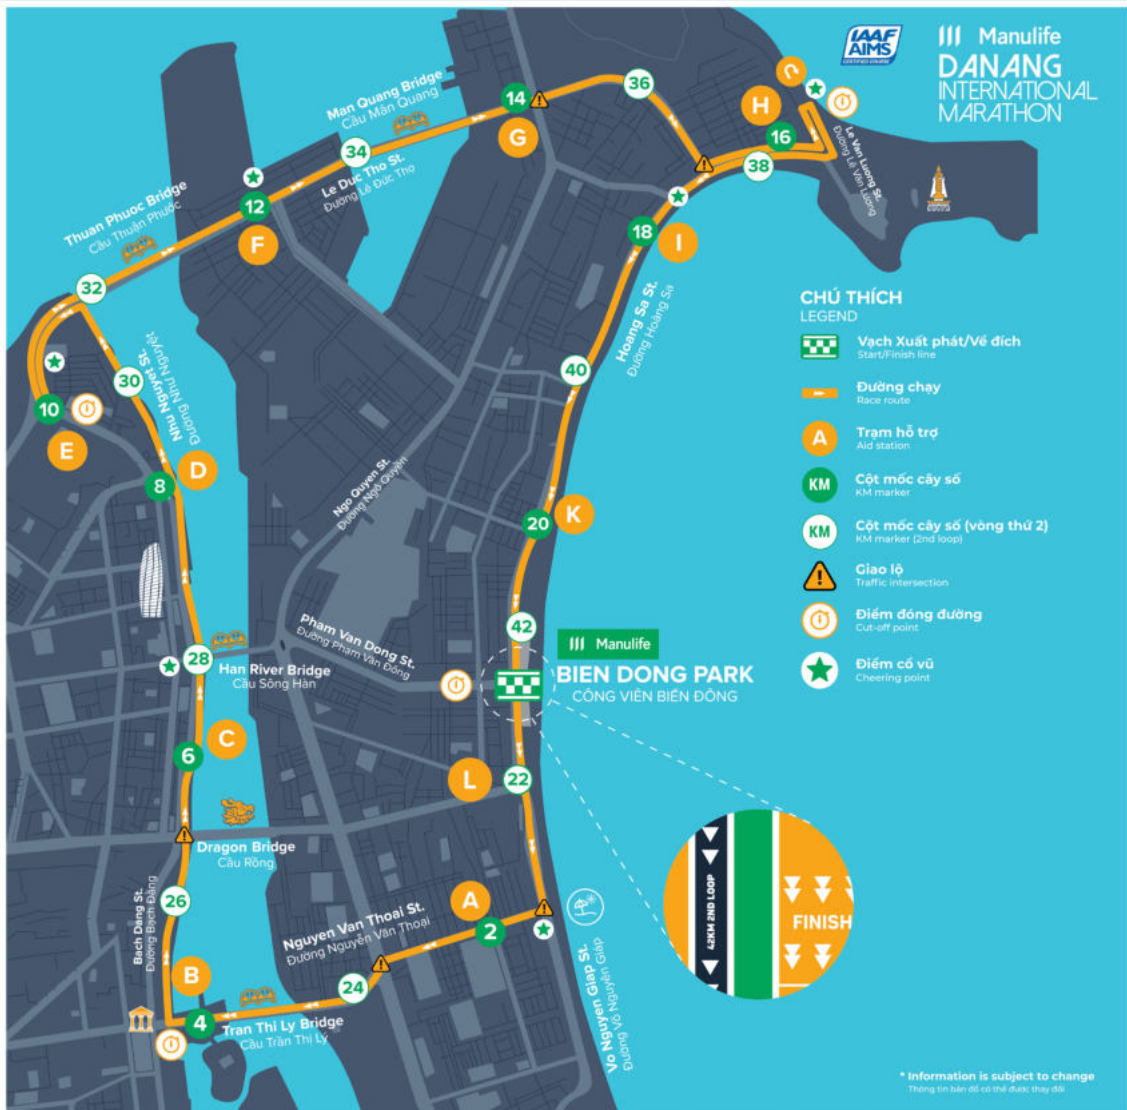 IAAF
AIMS
CERTIFIED COURSE
Manulife
DANANG
INTERNATIONAL
MARATHON
Man Quang Bridge
Cầu Mân Quang
14
36
C
H
16
38
G
34
Le Duc Tho St.
Đường Lê Đức Thọ
Le Van Luong St.
Đường Lê Văn Lương
Thuan Phuoc Bridge
Cầu Thuận Phước
12
F
18
I
32
Hoang Sa St.
Đường Hoàng Sa
30
Nhu Nguyet St.
Đường Như Nguyệt
40
10
E
D
8
Ngo Quyen St.
Đường Ngô Quyền
20
K
CHÚ THÍCH
LEGEND
Vạch Xuất phát/Về đích
Start/Finish line
Đường chạy
Race route
A
Trạm hỗ trợ
Aid station
KM
Cột mốc cây số
KM marker
KM
Cột mốc cây số (vòng thứ 2)
KM marker (2nd loop)
Giao lộ
Traffic intersection
Điểm đóng đường
Cut-off point
Điểm cổ vũ
Cheering point
Pham Van Dong St.
Đường Phạm Văn Đồng
42
Manulife
BIEN DONG PARK
CÔNG VIÊN BIỂN ĐÔNG
28
Han River Bridge
Cầu Sông Hàn
C
6
L
22
Dragon Bridge
Cầu Rồng
26
Bach Dang St.
Đường Bạch Đằng
A
2
Nguyen Van Thoai St.
Đường Nguyễn Văn Thoại
B
24
4
Tran Thi Ly Bridge
Cầu Trần Thị Lý
Vo Nguyen Giap St.
Đường Võ Nguyên Giáp
42KM 2ND LOOP
FINISH
* Information is subject to change
Thông tin bản đồ có thể được thay đổi